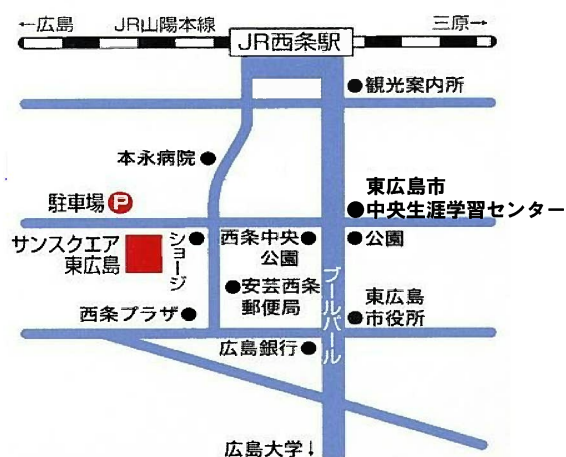 ←広島
JR山陽本線
三原→
JR西条駅
観光案内所
本永病院
駐車場 P
東広島市
中央生涯学習センター
サンスクエア
東広島
ショージ
西条中央
公園
公園
安芸西条
郵便局
ブールバール
東広島
市役所
西条プラザ
広島銀行
広島大学↓